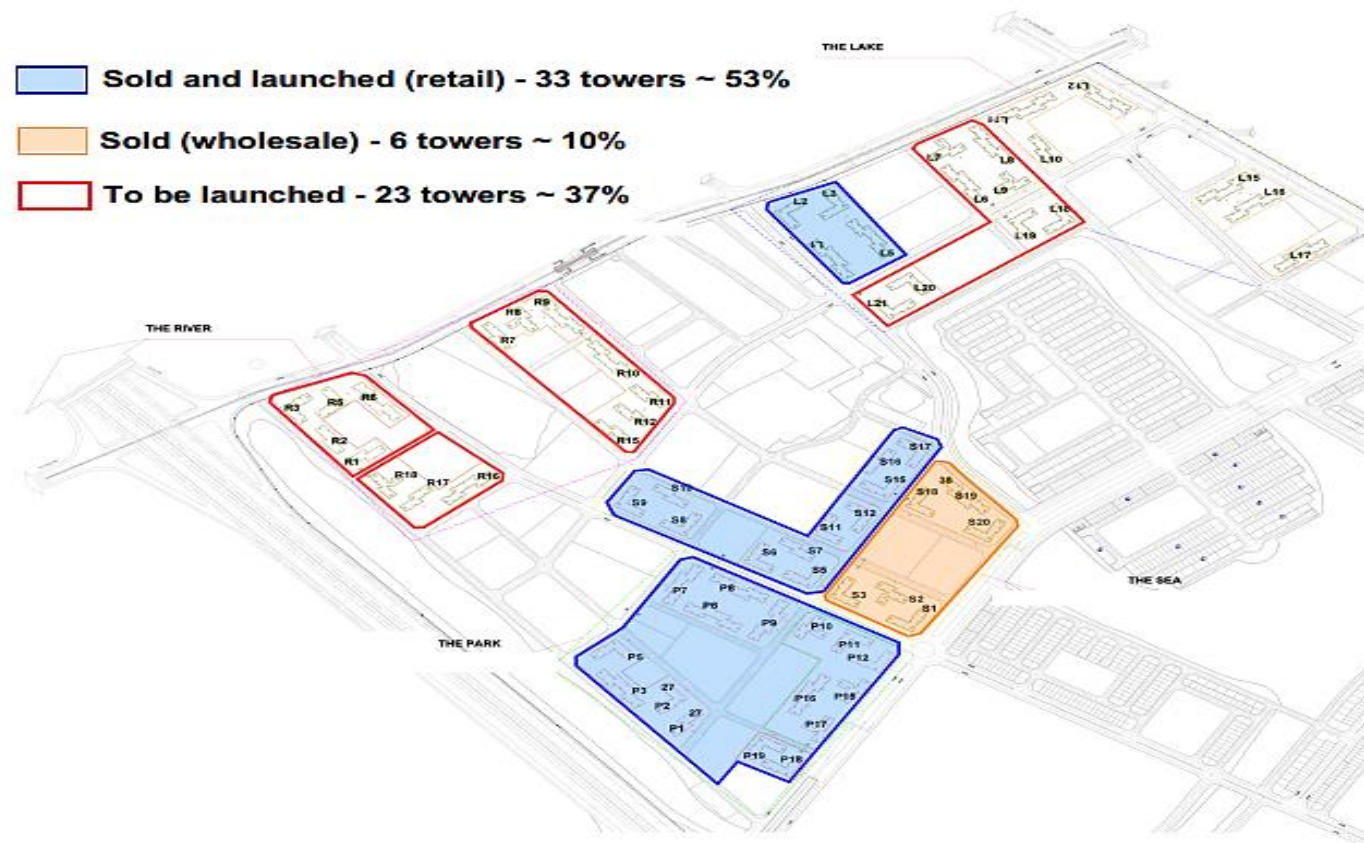 THE LAKE
Sold and launched (retail) - 33 towers ~ 53%
Sold (wholesale) - 6 towers ~ 10%
To be launched - 23 towers ~ 37%
L12
L7
L8
L10
L9
L6
L15
L16
L18
L19
L17
L3
L2
L5
L20
L21
THE RIVER
R9
R8
R7
R10
R11
R12
R15
R6
R5
R3
R2
R1
R18
R17
R16
S17
S16
S15
S18
38
S19
S20
S12
S11
S9
S8
S7
S6
S5
S3
S2
S1
THE SEA
THE PARK
P7
P8
P6
P9
P10
P11
P12
P5
P3
27
P2
27
P1
P16
P15
P17
P19
P18